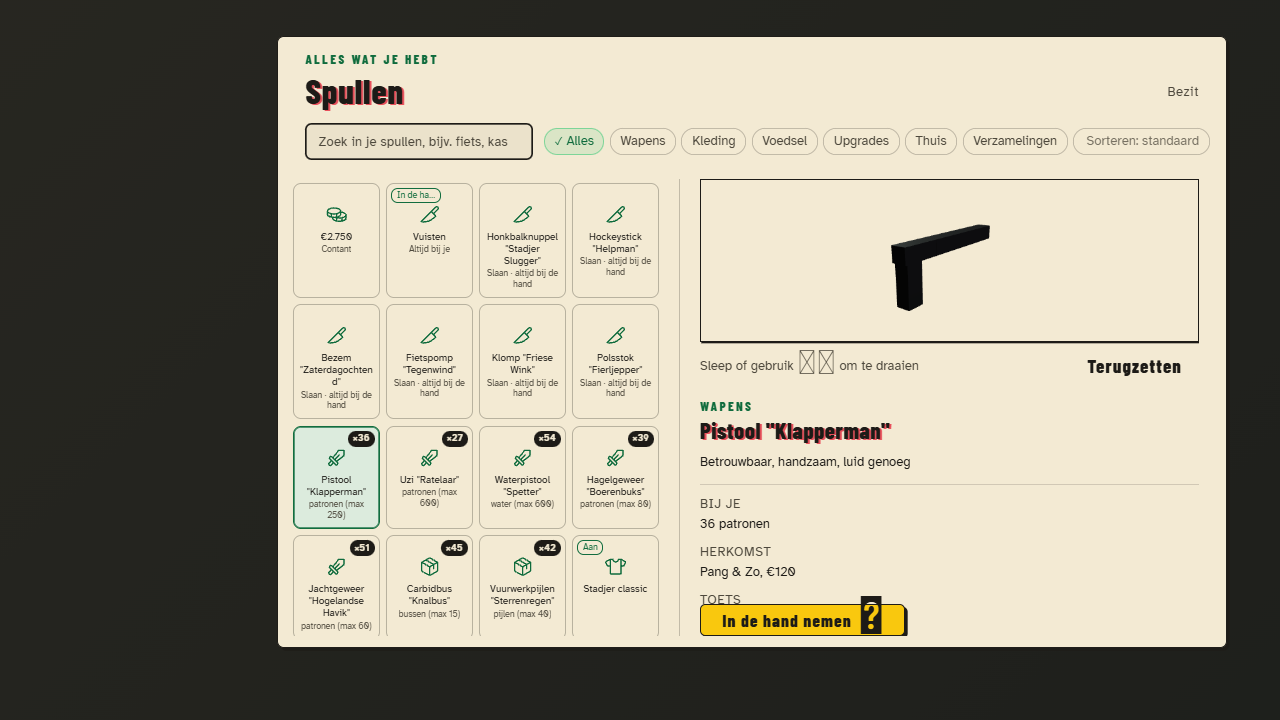 ALLES WAT JE HEBT
Spullen
Bezit
Zoek in je spullen, bijv. fiets, kas
✓ Alles
Wapens
Kleding
Voedsel
Upgrades
Thuis
Verzamelingen
Sorteren: standaard
€2.750
Contant
In de ha...
Vuisten
Altijd bij je
Honkbalknuppel
"Stadjer
Slugger"
Slaan · altijd bij de
hand
Hockeystick
"Helpman"
Slaan · altijd bij de
hand
Bezem
"Zaterdagochten
d"
Slaan · altijd bij de
hand
Fietspomp
"Tegenwind"
Slaan · altijd bij de
hand
Klomp "Friese
Wink"
Slaan · altijd bij de
hand
Polsstok
"Fierljepper"
Slaan · altijd bij de
hand
×36
Pistool
"Klapperman"
patronen (max
250)
×27
Uzi "Ratelaar"
patronen (max
600)
×54
Waterpistool
"Spetter"
water (max 600)
×39
Hagelgeweer
"Boerenbuks"
patronen (max 80)
×51
Jachtgeweer
"Hogelandse
Havik"
patronen (max 60)
×45
Carbidbus
"Knalbus"
bussen (max 15)
×42
Vuurwerkpijlen
"Sterrenregen"
pijlen (max 40)
Aan
Stadjer classic
Sleep of gebruik om te draaien
Terugzetten
WAPENS
Pistool "Klapperman"
Betrouwbaar, handzaam, luid genoeg
BIJ JE
36 patronen
HERKOMST
Pang & Zo, €120
TOETS
In de hand nemen ?